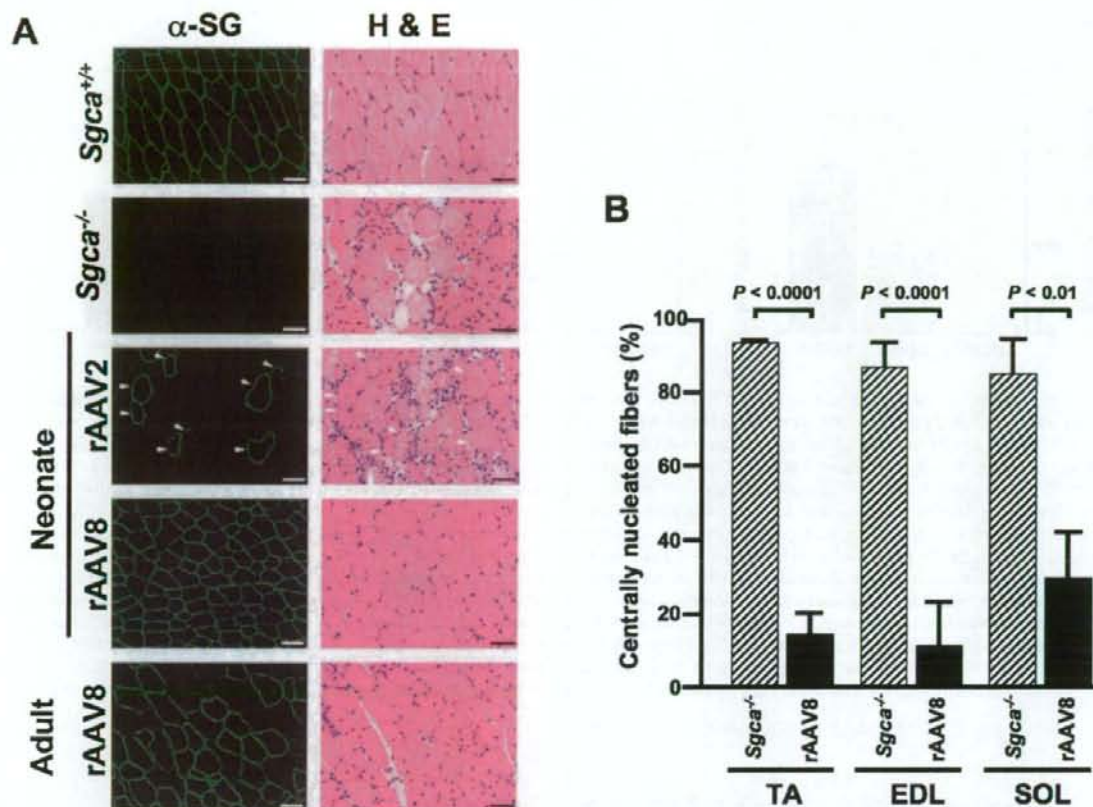 A
α-SG H & E
Sgca+/+
Sgca-/-
Neonate
rAAV2
rAAV8
Adult
rAAV8
B
P < 0.0001 P < 0.0001 P < 0.01
Centrally nucleated fibers (%)
100
80
60
40
20
0
Sgca-/- rAAV8 Sgca-/- rAAV8 Sgca-/- rAAV8
TA EDL SOL